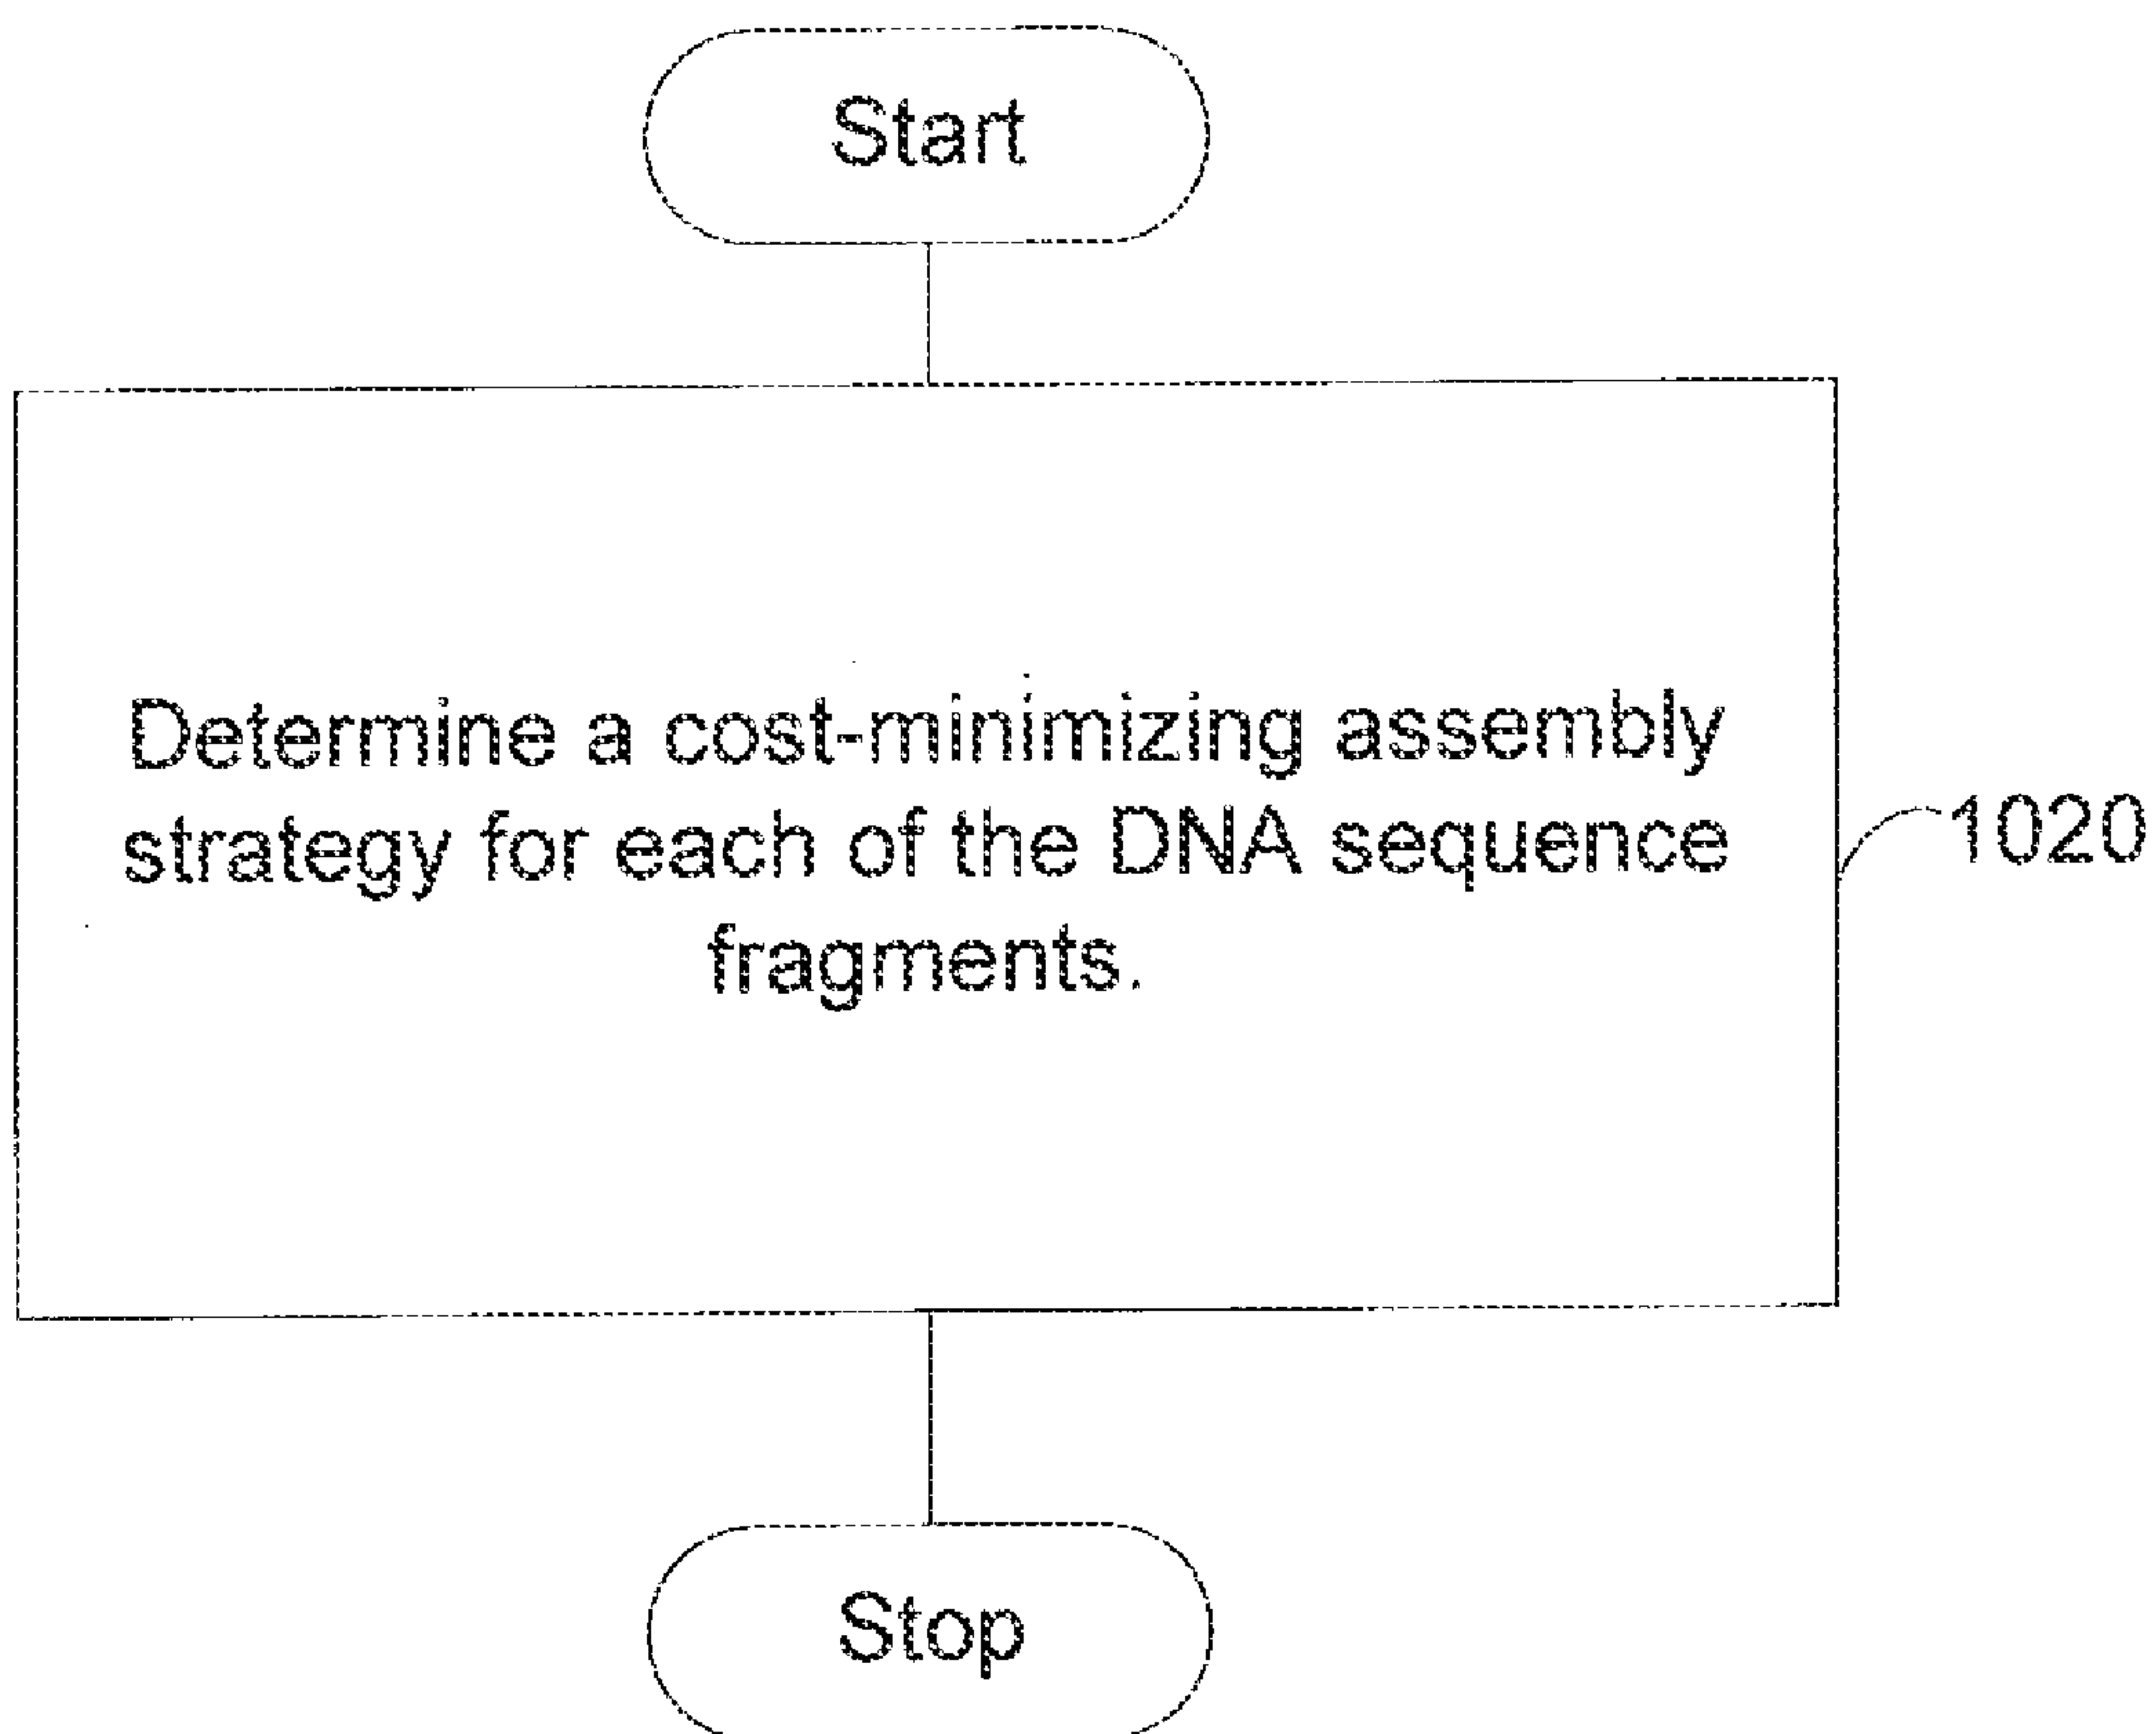 Start
Determine a cost-minimizing assembly
strategy for each of the DNA sequence
fragments.
1020
Stop